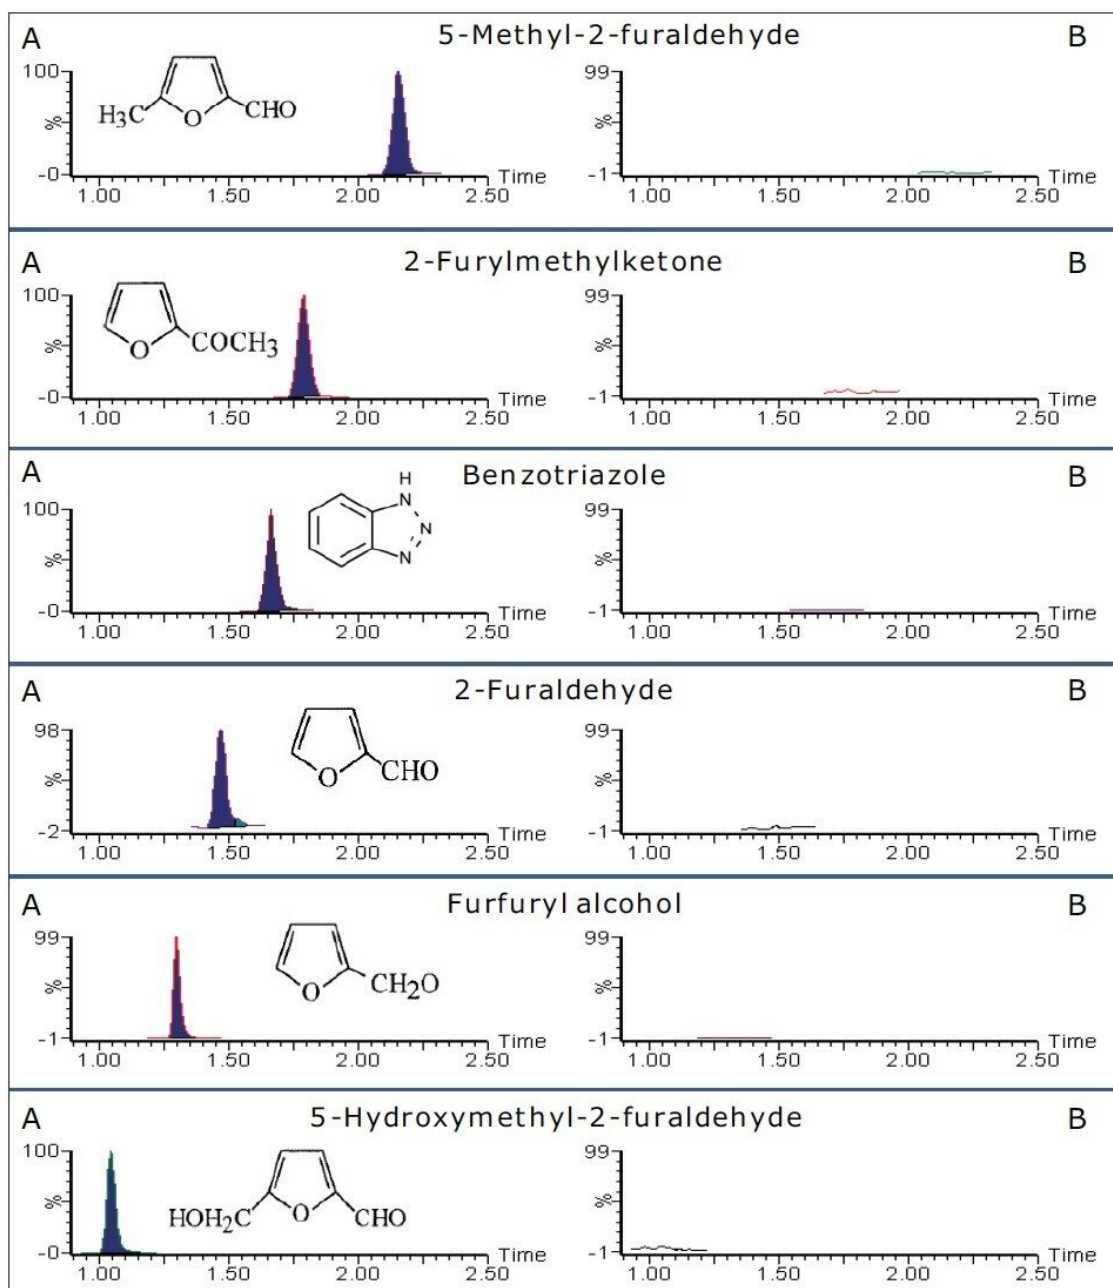 A 5-Methyl-2-furaldehyde B
100 99
H3C O CHO
% %
-0 Time -1 Time
1.00 1.50 2.00 2.50 1.00 1.50 2.00 2.50
A 2-Furylmethylketone B
100 99
O COCH3
% %
-0 Time -1 Time
1.00 1.50 2.00 2.50 1.00 1.50 2.00 2.50
A Benzotriazole B
H
100 N 99
N
% %
N
-0 Time -1 Time
1.00 1.50 2.00 2.50 1.00 1.50 2.00 2.50
A 2-Furaldehyde B
98 99
O CHO
% %
-2 Time -1 Time
1.00 1.50 2.00 2.50 1.00 1.50 2.00 2.50
A Furfuryl alcohol B
99 99
O CH2O
% %
-1 Time -1 Time
1.00 1.50 2.00 2.50 1.00 1.50 2.00 2.50
A 5-Hydroxymethyl-2-furaldehyde B
100 99
% %
HOH2C O CHO
-0 Time -1 Time
1.00 1.50 2.00 2.50 1.00 1.50 2.00 2.50